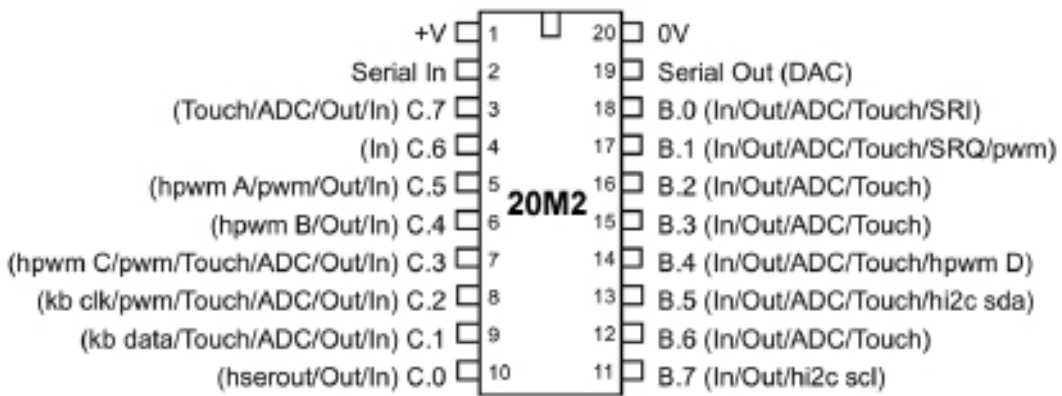 +V 1 20 0V
Serial In 2 19 Serial Out (DAC)
(Touch/ADC/Out/In) C.7 3 18 B.0 (In/Out/ADC/Touch/SRI)
(In) C.6 4 17 B.1 (In/Out/ADC/Touch/SRQ/pwm)
(hpwm A/pwm/Out/In) C.5 5 16 B.2 (In/Out/ADC/Touch)
20M2
(hpwm B/Out/In) C.4 6 15 B.3 (In/Out/ADC/Touch)
(hpwm C/pwm/Touch/ADC/Out/In) C.3 7 14 B.4 (In/Out/ADC/Touch/hpwm D)
(kb clk/pwm/Touch/ADC/Out/In) C.2 8 13 B.5 (In/Out/ADC/Touch/hi2c sda)
(kb data/Touch/ADC/Out/In) C.1 9 12 B.6 (In/Out/ADC/Touch)
(hserout/Out/In) C.0 10 11 B.7 (In/Out/hi2c scl)